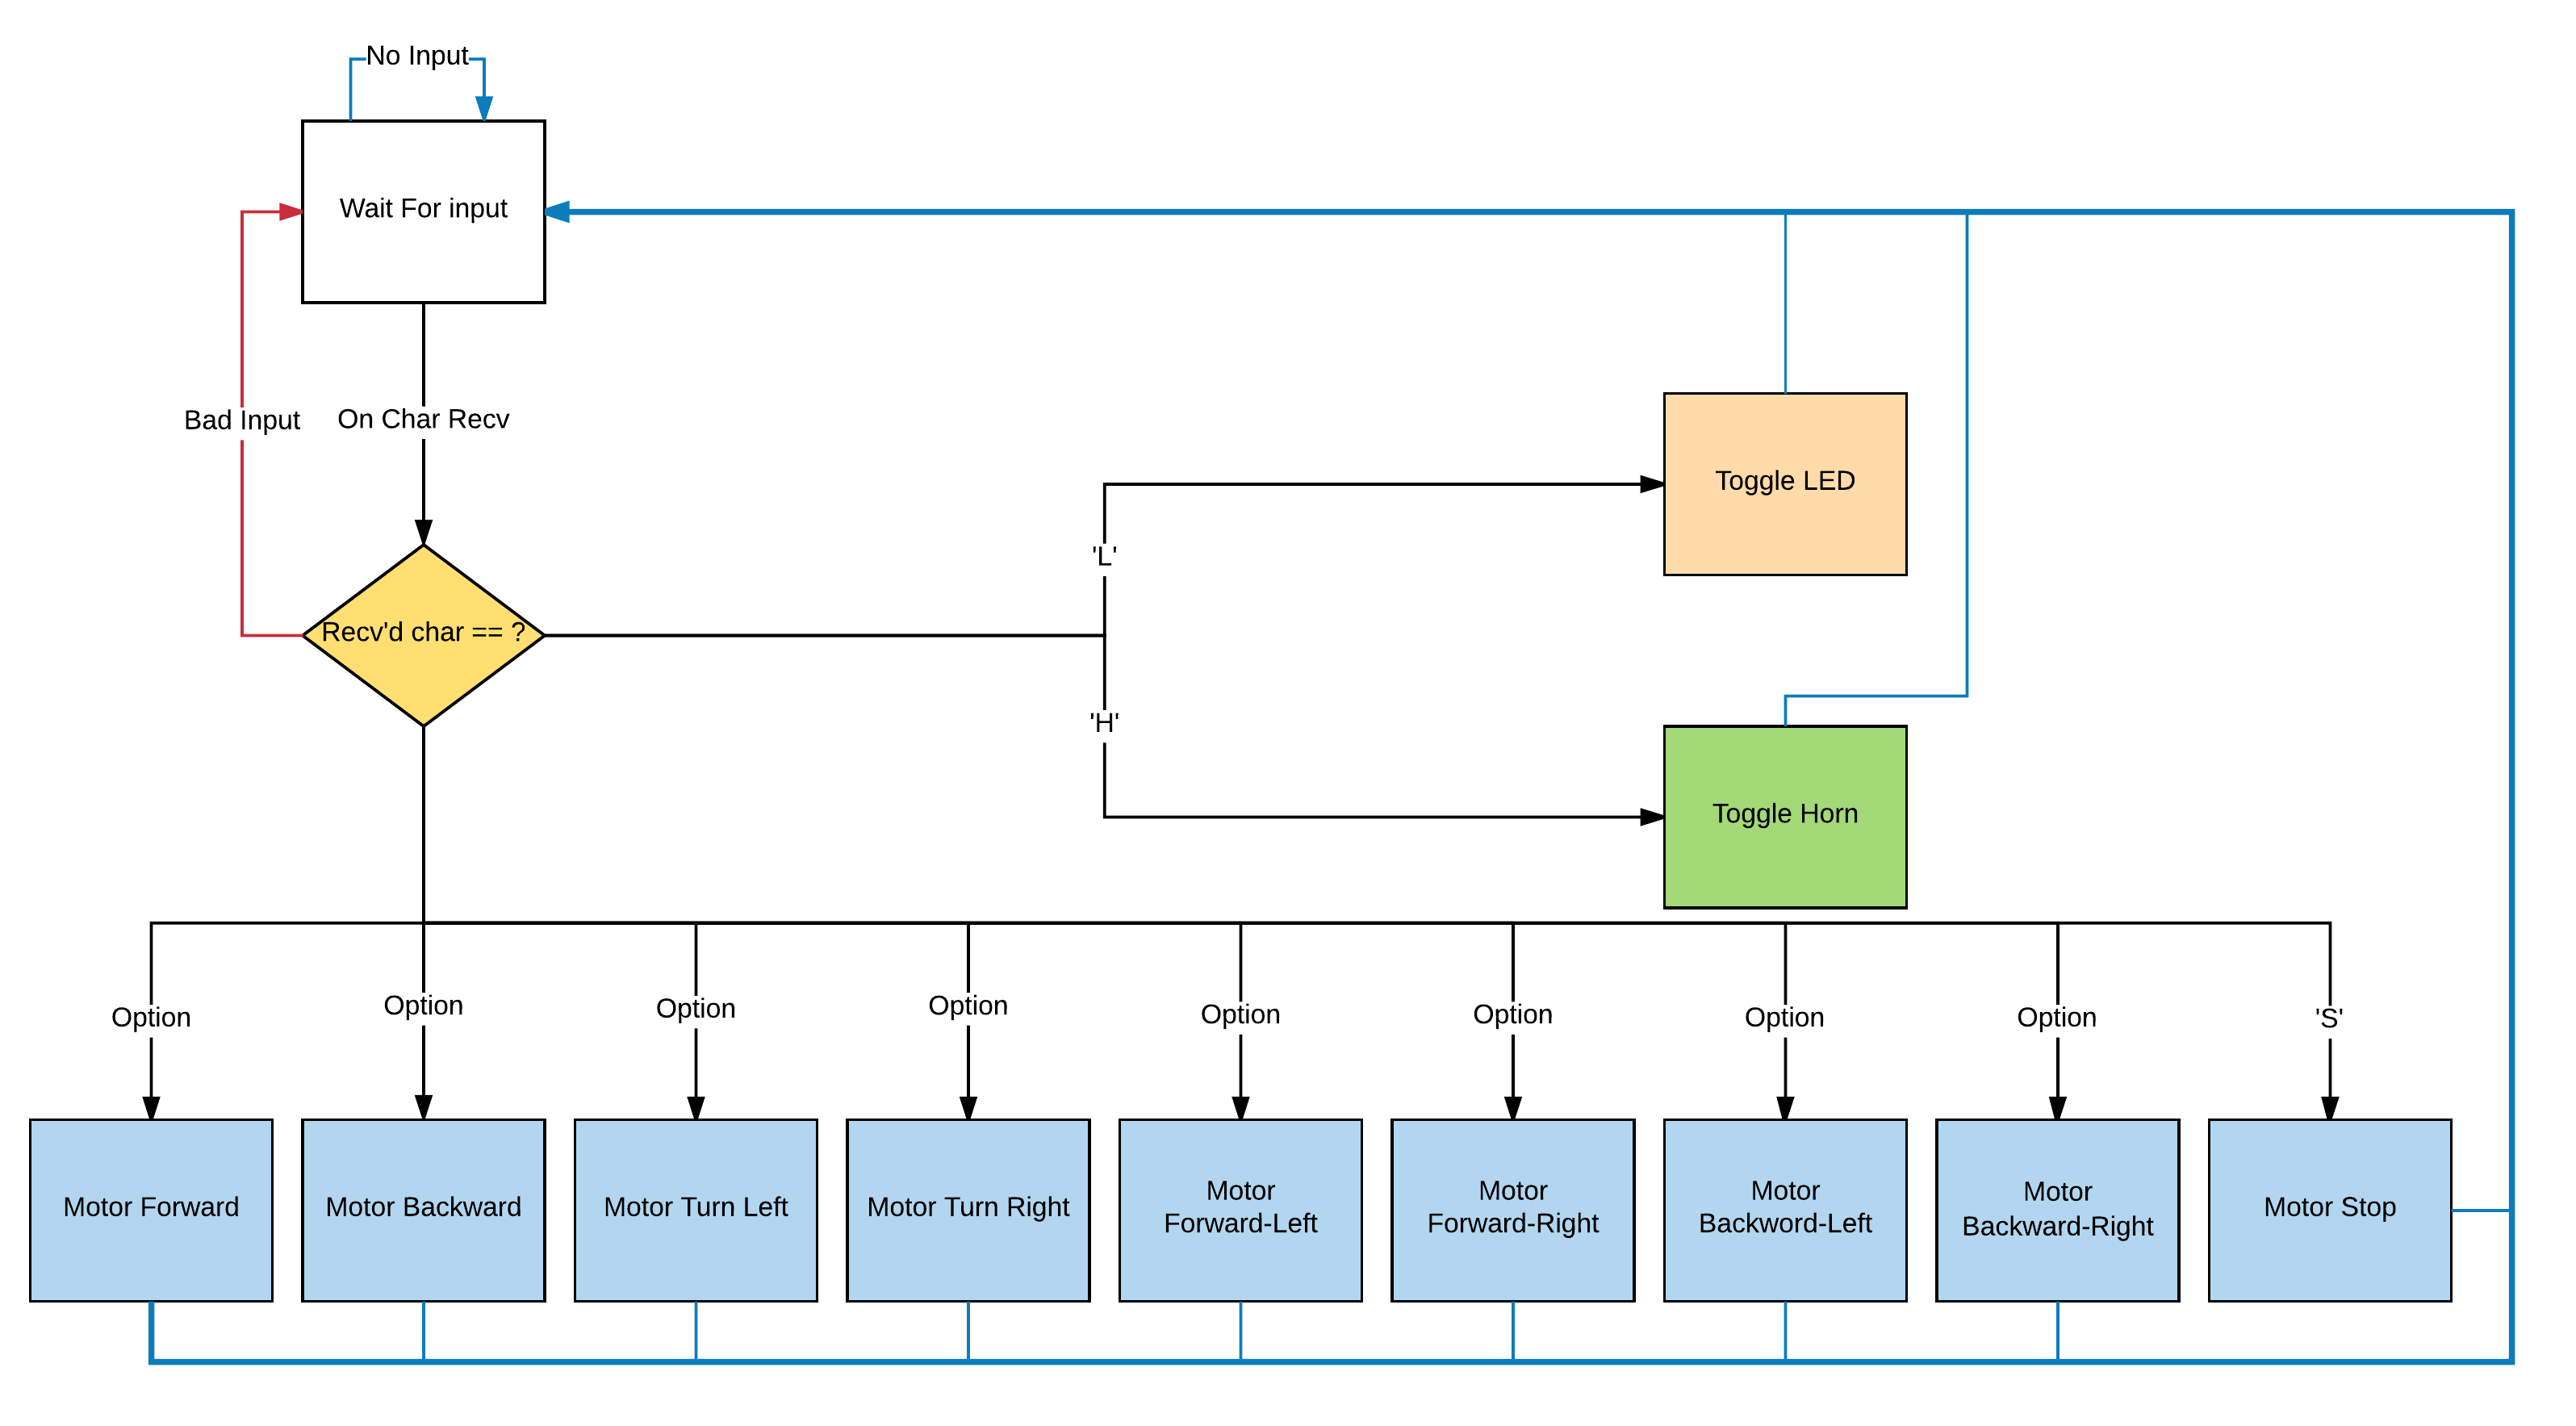 No Input
Wait For input
Bad Input
On Char Recv
Toggle LED
'L'
Recv'd char == ?
'H'
Toggle Horn
Option
Option
Option
Option
Option
Option
Option
Option
'S'
Motor Forward
Motor Backward
Motor Turn Left
Motor Turn Right
Motor
Forward-Left
Motor
Forward-Right
Motor
Backword-Left
Motor
Backward-Right
Motor Stop